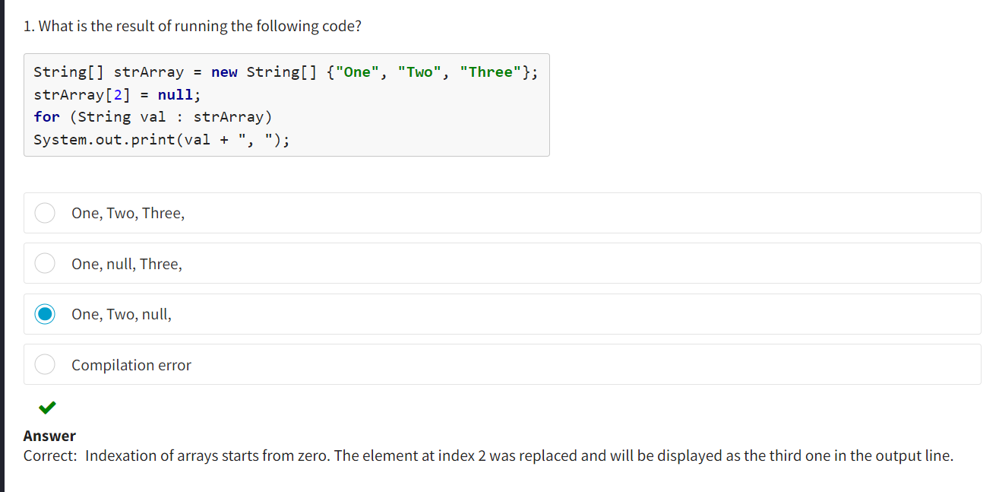 1. What is the result of running the following code?
String[] strArray = new String[] {"One", "Two", "Three"};
strArray[2] = null;
for (String val : strArray)
System.out.print(val + ", ");
One, Two, Three,
One, null, Three,
One, Two, null,
Compilation error
Answer
Correct:  Indexation of arrays starts from zero. The element at index 2 was replaced and will be displayed as the third one in the output line.